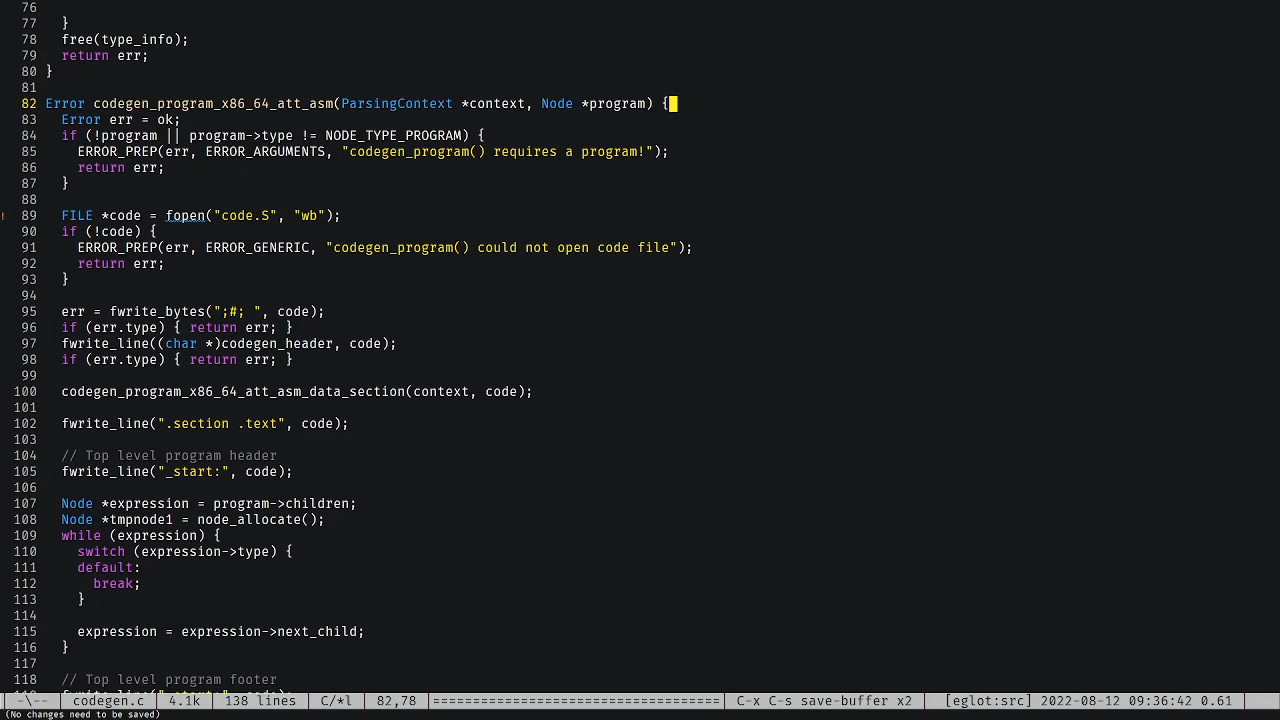 76
77   }
78   free(type_info);
79   return err;
80 }
81
82 Error codegen_program_x86_64_att_asm(ParsingContext *context, Node *program) {
83   Error err = ok;
84   if (!program || program->type != NODE_TYPE_PROGRAM) {
85     ERROR_PREP(err, ERROR_ARGUMENTS, "codegen_program() requires a program!");
86     return err;
87   }
88
! 89   FILE *code = fopen("code.S", "wb");
90   if (!code) {
91     ERROR_PREP(err, ERROR_GENERIC, "codegen_program() could not open code file");
92     return err;
93   }
94
95   err = fwrite_bytes(";#; ", code);
96   if (err.type) { return err; }
97   fwrite_line((char *)codegen_header, code);
98   if (err.type) { return err; }
99
100   codegen_program_x86_64_att_asm_data_section(context, code);
101
102   fwrite_line(".section .text", code);
103
104   // Top level program header
105   fwrite_line("_start:", code);
106
107   Node *expression = program->children;
108   Node *tmpnode1 = node_allocate();
109   while (expression) {
110     switch (expression->type) {
111     default:
112       break;
113     }
114
115     expression = expression->next_child;
116   }
117
118   // Top level program footer
-\-- codegen.c 4.1k 138 lines C/*l 82,78 ==================================== C-x C-s save-buffer x2 [eglot:src] 2022-08-12 09:36:42 0.61
(No changes need to be saved)